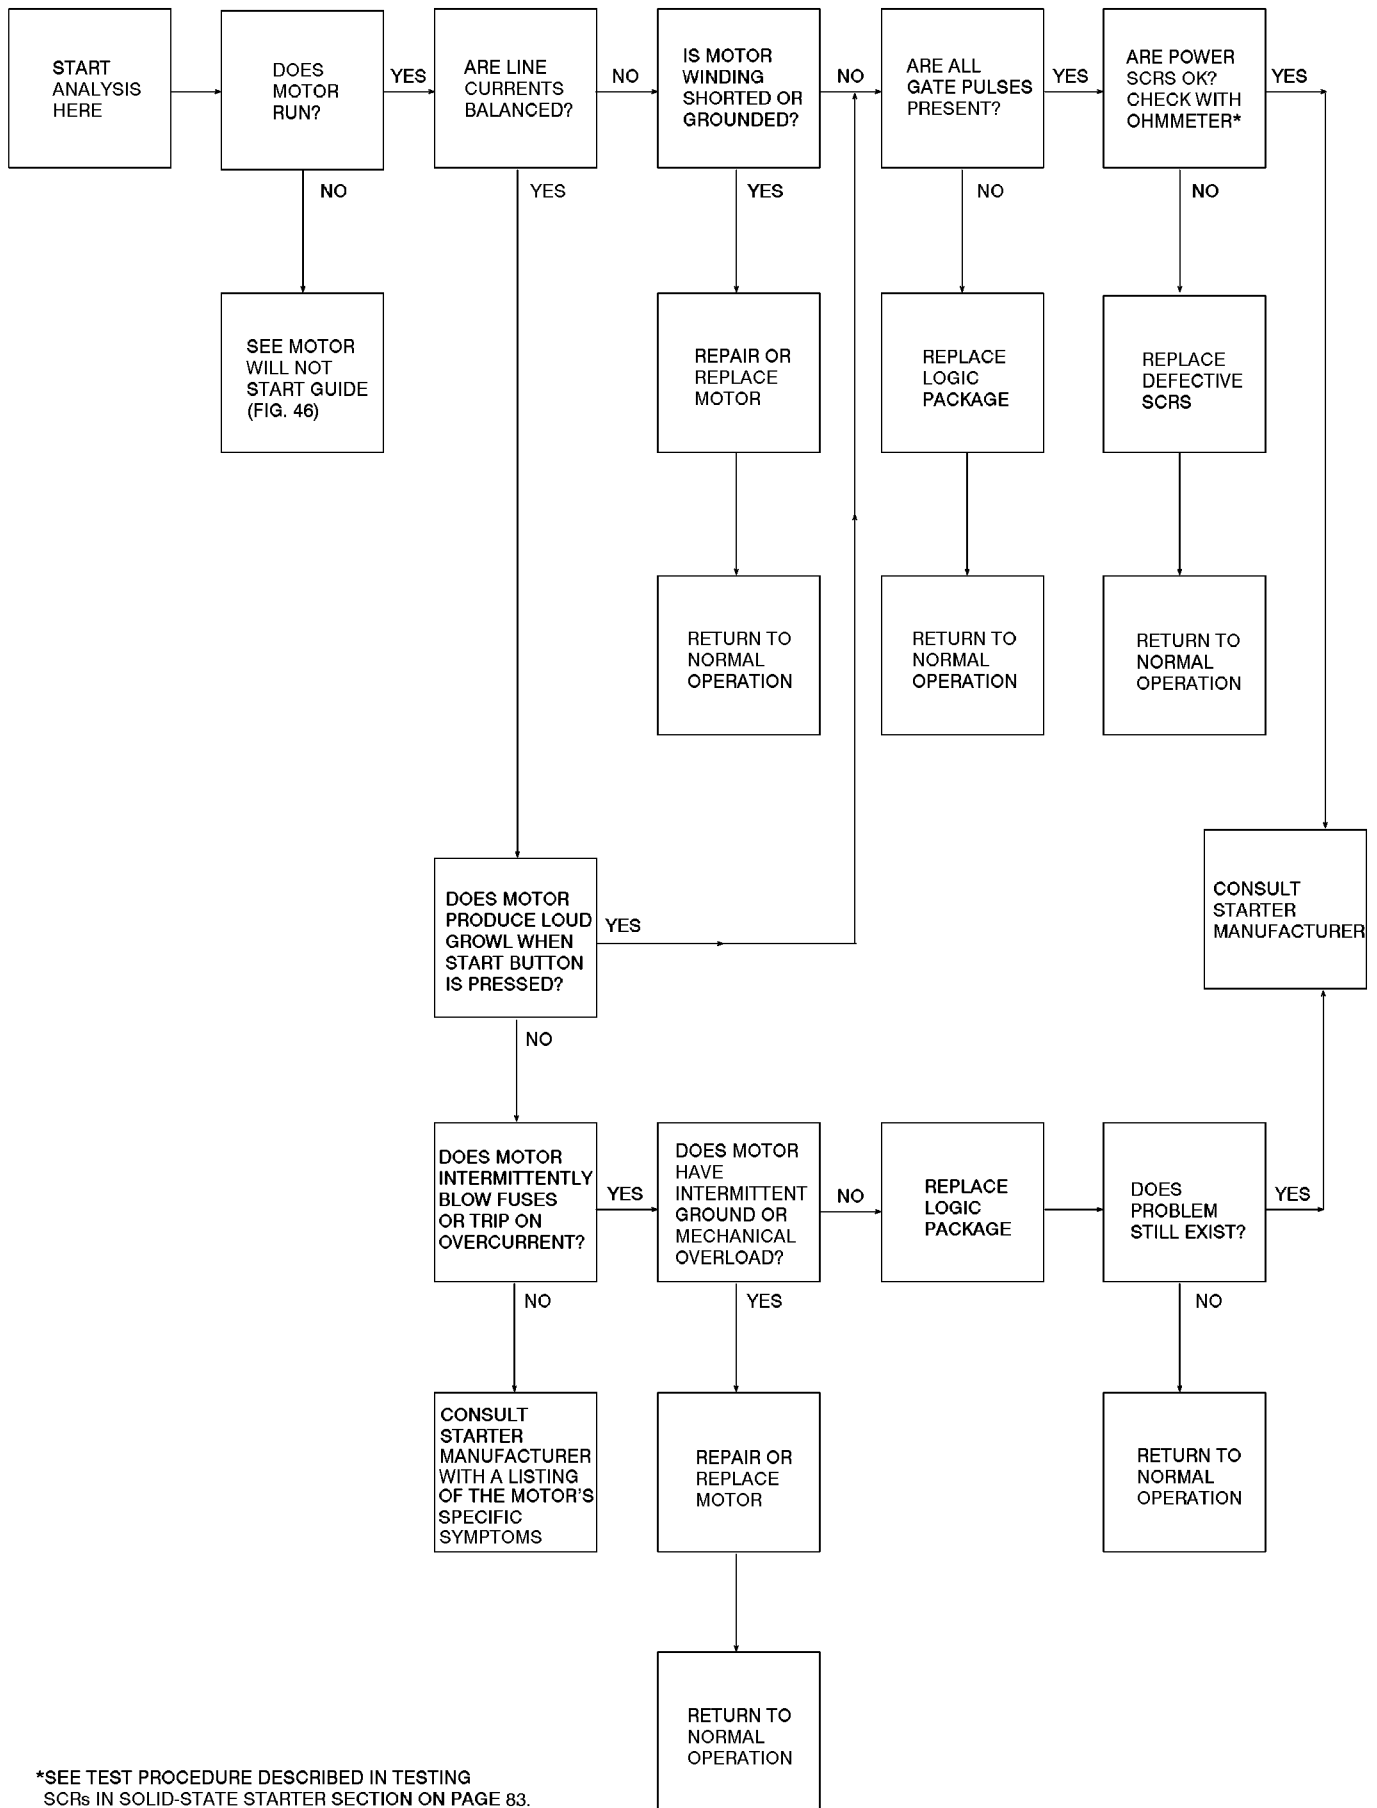 START
ANALYSIS
HERE
DOES
MOTOR
RUN?
YES
ARE LINE
CURRENTS
BALANCED?
NO
IS MOTOR
WINDING
SHORTED OR
GROUNDED?
NO
ARE ALL
GATE PULSES
PRESENT?
YES
ARE POWER
SCRS OK?
CHECK WITH
OHMMETER*
YES
NO
YES
YES
NO
NO
SEE MOTOR
WILL NOT
START GUIDE
(FIG. 46)
REPAIR OR
REPLACE
MOTOR
REPLACE
LOGIC
PACKAGE
REPLACE
DEFECTIVE
SCRS
RETURN TO
NORMAL
OPERATION
RETURN TO
NORMAL
OPERATION
RETURN TO
NORMAL
OPERATION
DOES MOTOR
PRODUCE LOUD
GROWL WHEN
START BUTTON
IS PRESSED?
YES
CONSULT
STARTER
MANUFACTURER
NO
DOES MOTOR
INTERMITTENTLY
BLOW FUSES
OR TRIP ON
OVERCURRENT?
YES
DOES MOTOR
HAVE
INTERMITTENT
GROUND OR
MECHANICAL
OVERLOAD?
NO
REPLACE
LOGIC
PACKAGE
DOES
PROBLEM
STILL EXIST?
YES
NO
YES
NO
CONSULT
STARTER
MANUFACTURER
WITH A LISTING
OF THE MOTOR'S
SPECIFIC
SYMPTOMS
REPAIR OR
REPLACE
MOTOR
RETURN TO
NORMAL
OPERATION
RETURN TO
NORMAL
OPERATION
*SEE TEST PROCEDURE DESCRIBED IN TESTING
SCRs IN SOLID-STATE STARTER SECTION ON PAGE 83.